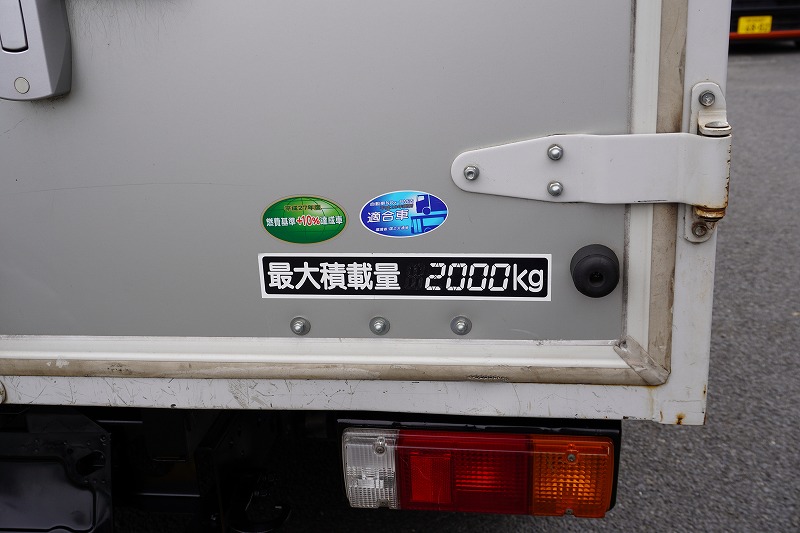 平成27年度
燃費基準+10%達成車
適合車
最大積載量 2000kg